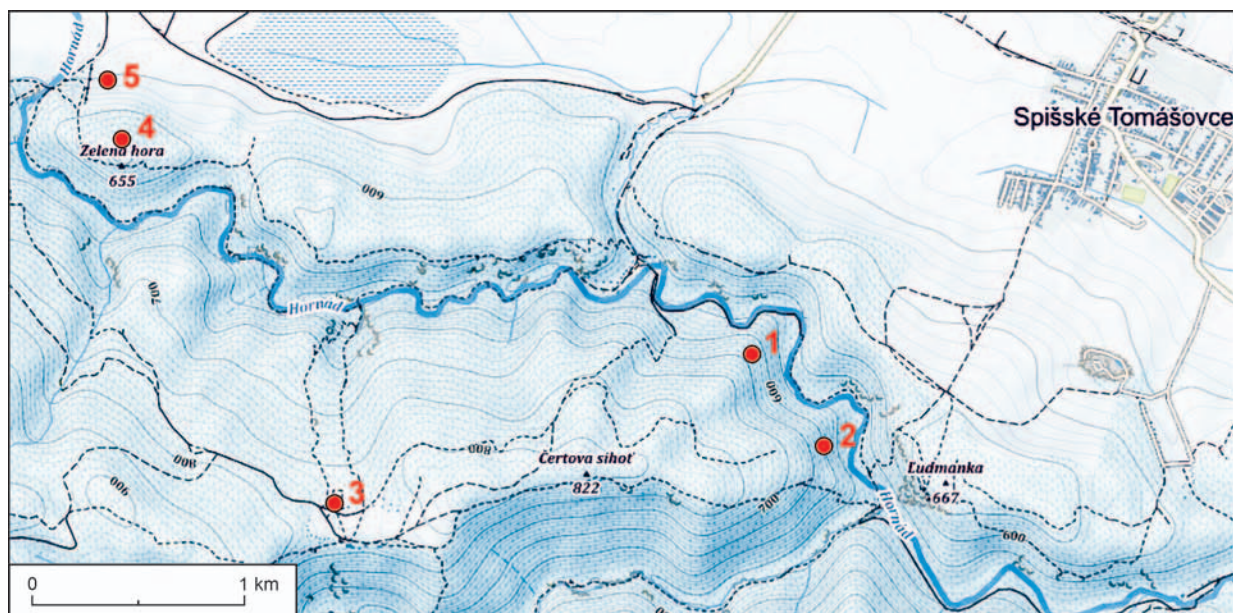 Hornád
5
4
Zelená hora
655
600
Spišské Tomášovce
700
Hornád
1
600
2
800
800
Čertova sihoť
822
Ľudmanka
667
900
3
700
Hornád
600
0
1 km